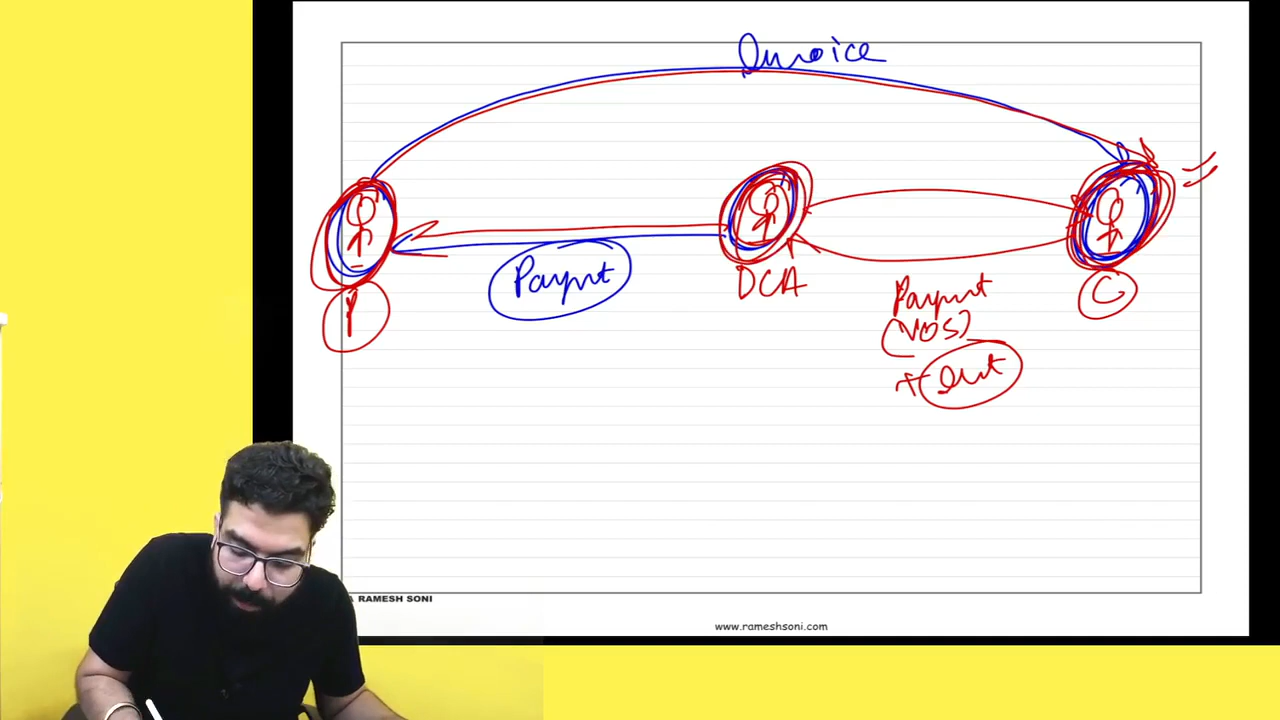 Invoice
Paymt
DCA
P
C
Paymt
(VOS)
+ Int
RAMESH SONI
www.rameshsoni.com